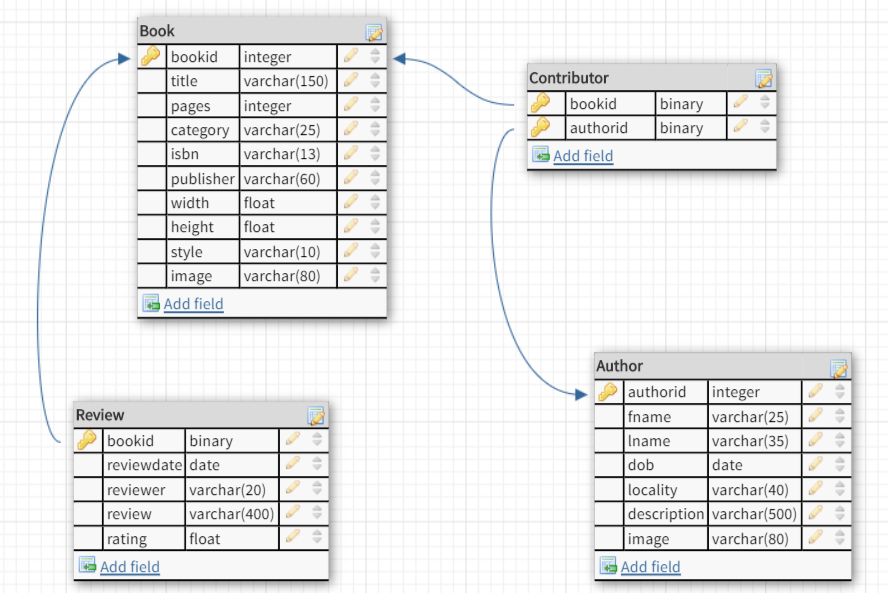 Book
bookid integer
title varchar(150)
pages integer
category varchar(25)
isbn varchar(13)
publisher varchar(60)
width float
height float
style varchar(10)
image varchar(80)
Add field
Contributor
bookid binary
authorid binary
Add field
Review
bookid binary
reviewdate date
reviewer varchar(20)
review varchar(400)
rating float
Add field
Author
authorid integer
fname varchar(25)
lname varchar(35)
dob date
locality varchar(40)
description varchar(500)
image varchar(80)
Add field